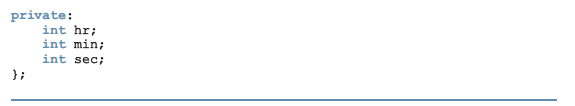 private:
    int hr;
    int min;
    int sec;
};